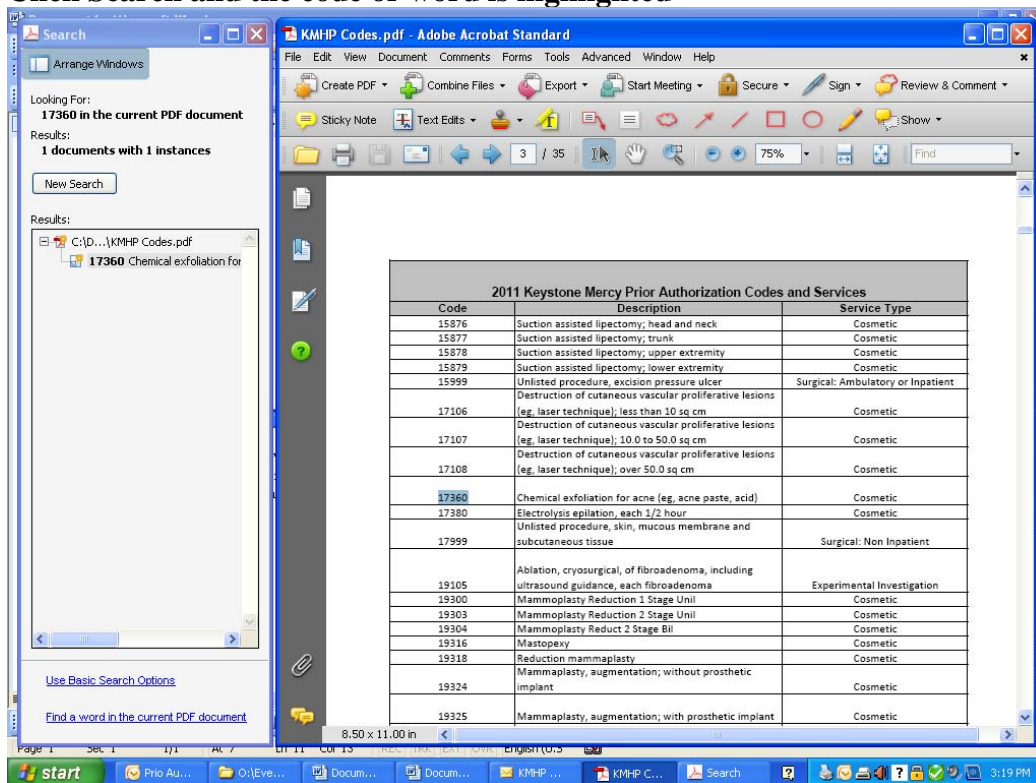 Search
Arrange Windows
Looking For:
17360 in the current PDF document
Results:
1 documents with 1 instances
New Search
Results:
C:\D...\KMHP Codes.pdf
17360 Chemical exfoliation for
Use Basic Search Options
Find a word in the current PDF document
KMHP Codes.pdf - Adobe Acrobat Standard
File Edit View Document Comments Forms Tools Advanced Window Help
Create PDF Combine Files Export Start Meeting Secure Sign Review & Comment
Sticky Note Text Edits Show
3 / 35 75% Find
2011 Keystone Mercy Prior Authorization Codes and Services
Code Description Service Type
15876 Suction assisted lipectomy; head and neck Cosmetic
15877 Suction assisted lipectomy; trunk Cosmetic
15878 Suction assisted lipectomy; upper extremity Cosmetic
15879 Suction assisted lipectomy; lower extremity Cosmetic
15999 Unlisted procedure, excision pressure ulcer Surgical: Ambulatory or Inpatient
Destruction of cutaneous vascular proliferative lesions
17106 (eg, laser technique); less than 10 sq cm Cosmetic
Destruction of cutaneous vascular proliferative lesions
17107 (eg, laser technique); 10.0 to 50.0 sq cm Cosmetic
Destruction of cutaneous vascular proliferative lesions
17108 (eg, laser technique); over 50.0 sq cm Cosmetic
17360 Chemical exfoliation for acne (eg, acne paste, acid) Cosmetic
17380 Electrolysis epilation, each 1/2 hour Cosmetic
Unlisted procedure, skin, mucous membrane and
17999 subcutaneous tissue Surgical: Non Inpatient
Ablation, cryosurgical, of fibroadenoma, including
19105 ultrasound guidance, each fibroadenoma Experimental Investigation
19300 Mammoplasty Reduction 1 Stage Unil Cosmetic
19303 Mammoplasty Reduction 2 Stage Unil Cosmetic
19304 Mammoplasty Reduct 2 Stage Bil Cosmetic
19316 Mastopexy Cosmetic
19318 Reduction mammaplasty Cosmetic
Mammaplasty, augmentation; without prosthetic
19324 implant Cosmetic
19325 Mammaplasty, augmentation; with prosthetic implant Cosmetic
8.50 x 11.00 in
start Prio Au... O:\Eve... Docum... Docum... KMHP ... KMHP C... Search 3:19 PM